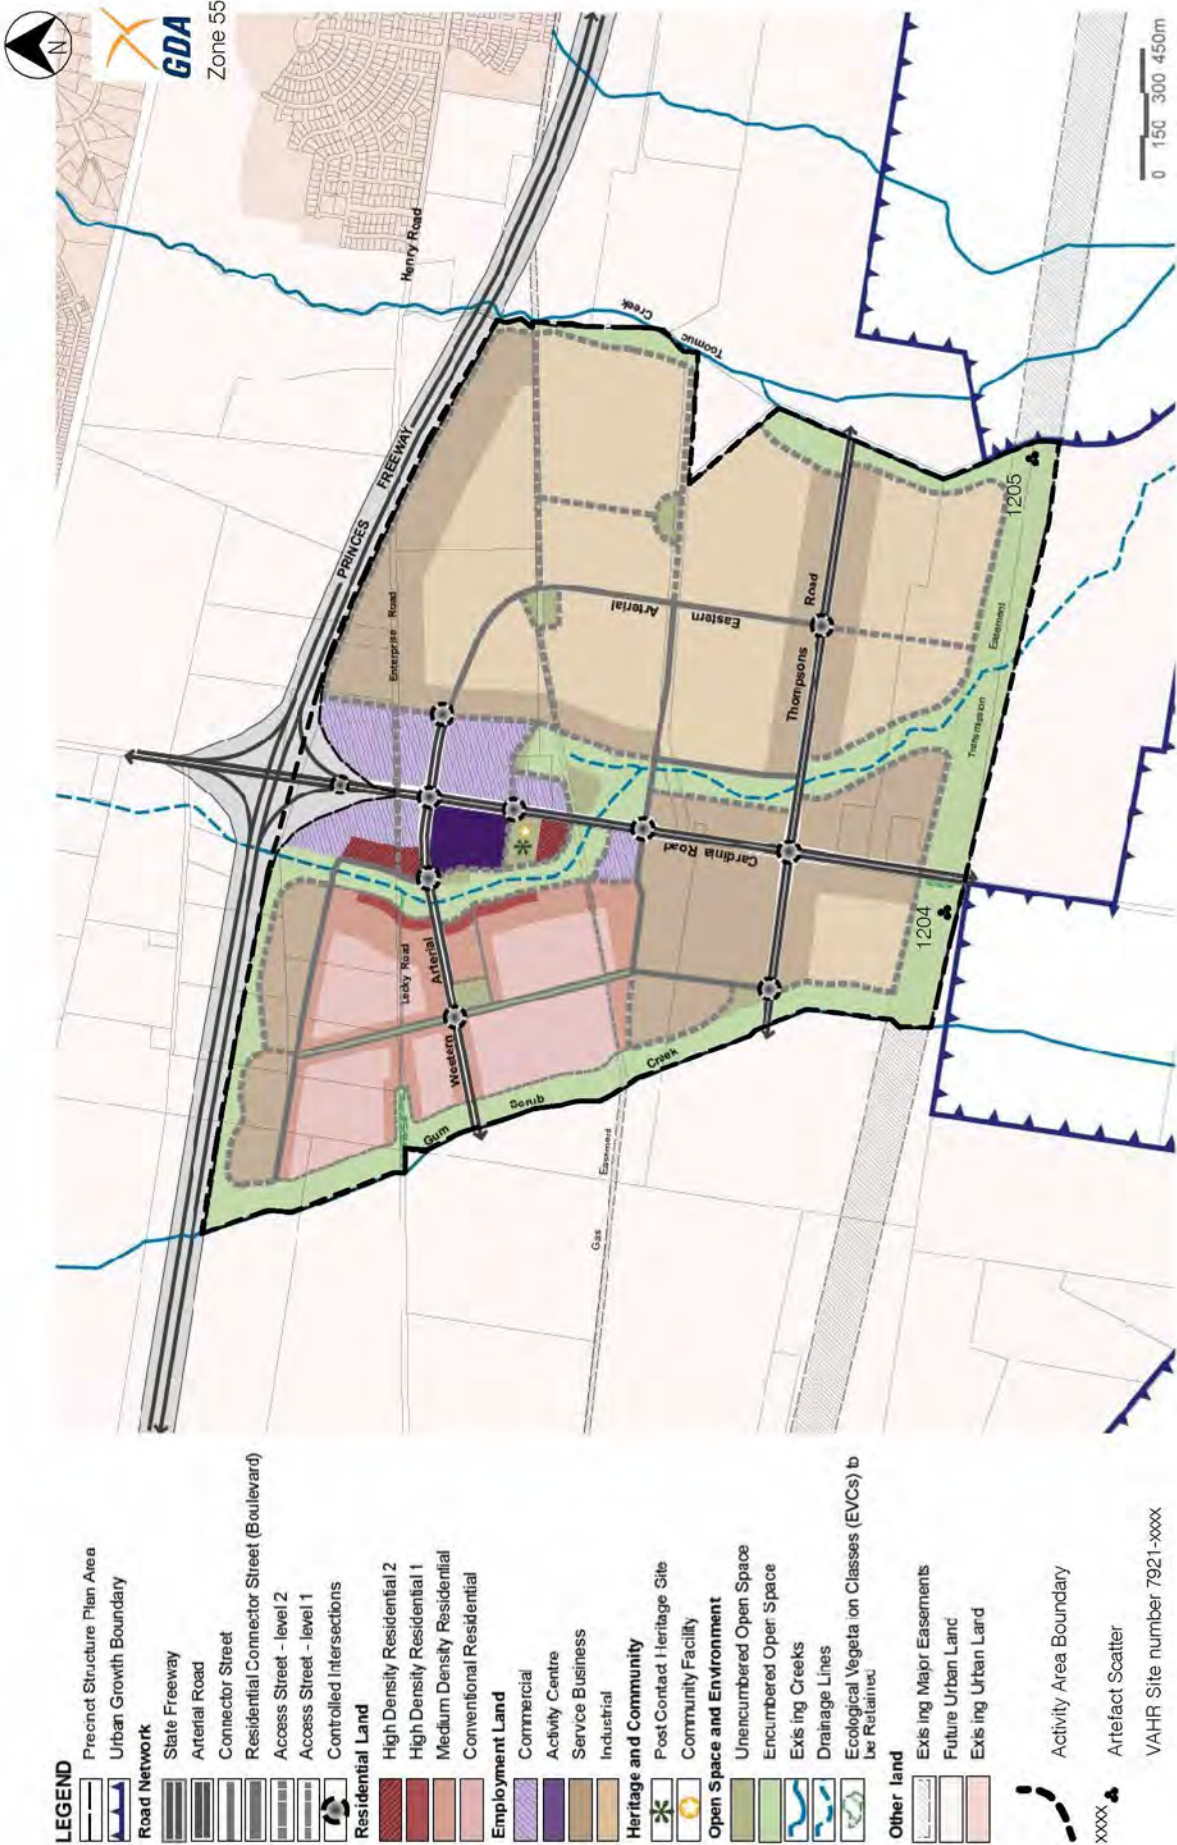 N
GDA
Zone 55
0 150 300 450m
Henry Road
PRINCES FREEWAY
Enterprise Road
Toomuc Creek
Lecky Road
Western Arterial
Eastern Arterial
Cardinia Road
Thompsons Road
Gum Scrub Creek
Gas Easement
Transmission Easement
1204
1205
LEGEND
Precinct Structure Plan Area
Urban Growth Boundary
Road Network
State Freeway
Arterial Road
Connector Street
Residential Connector Street (Boulevard)
Access Street - level 2
Access Street - level 1
Controlled Intersections
Residential Land
High Density Residential 2
High Density Residential 1
Medium Density Residential
Conventional Residential
Employment Land
Commercial
Activity Centre
Service Business
Industrial
Heritage and Community
Post Contact Heritage Site
Community Facility
Open Space and Environment
Unencumbered Open Space
Encumbered Open Space
Existing Creeks
Drainage Lines
Ecological Vegetation Classes (EVCs) to
be Retained
Other land
Existing Major Easements
Future Urban Land
Existing Urban Land
Activity Area Boundary
xxxx Artefact Scatter
VAHR Site number 7921-xxxx